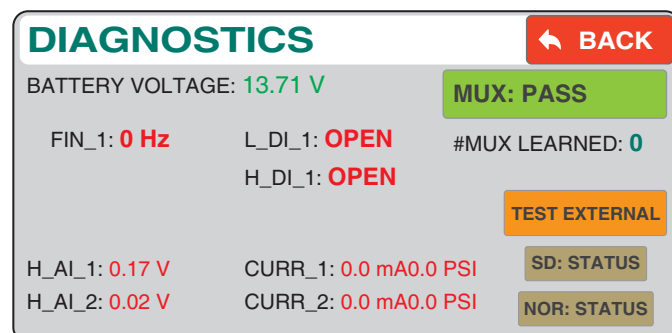 DIAGNOSTICS
BACK
BATTERY VOLTAGE: 13.71 V
MUX: PASS
FIN_1: 0 Hz
L_DI_1: OPEN
#MUX LEARNED: 0
H_DI_1: OPEN
TEST EXTERNAL
H_AI_1: 0.17 V
CURR_1: 0.0 mA0.0 PSI
SD: STATUS
H_AI_2: 0.02 V
CURR_2: 0.0 mA0.0 PSI
NOR: STATUS